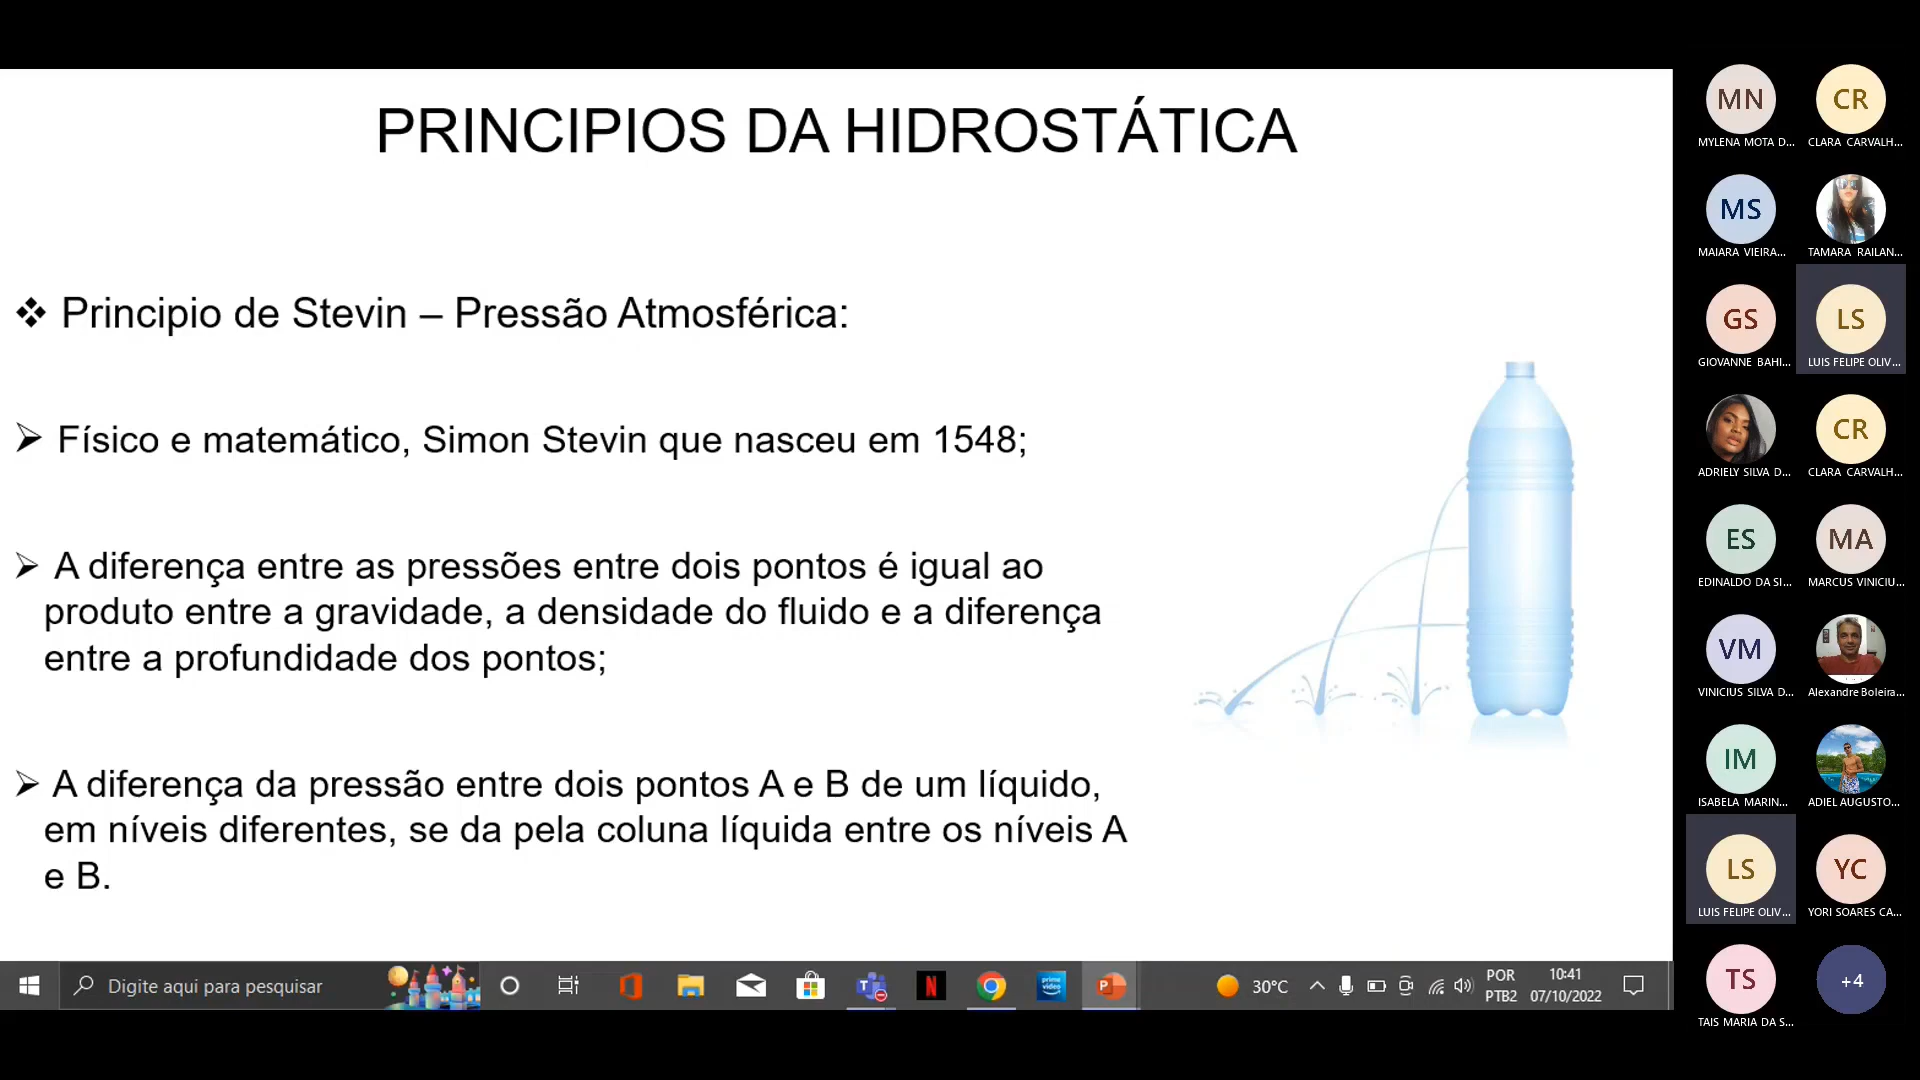 PRINCIPIOS DA HIDROSTÁTICA
❖ Principio de Stevin – Pressão Atmosférica:
➢ Físico e matemático, Simon Stevin que nasceu em 1548;
➢ A diferença entre as pressões entre dois pontos é igual ao
produto entre a gravidade, a densidade do fluido e a diferença
entre a profundidade dos pontos;
➢ A diferença da pressão entre dois pontos A e B de um líquido,
em níveis diferentes, se da pela coluna líquida entre os níveis A
e B.
Digite aqui para pesquisar
prime video
30°C
POR
PTB2
10:41
07/10/2022
MN
MYLENA MOTA D...
CR
CLARA CARVALH...
MS
MAIARA VIEIRA...
TAMARA RAILAN...
GS
GIOVANNE BAHI...
LS
LUIS FELIPE OLIV...
ADRIELY SILVA D...
CR
CLARA CARVALH...
ES
EDINALDO DA SI...
MA
MARCUS VINICIU...
VM
VINICIUS SILVA D...
Alexandre Boleira...
IM
ISABELA MARIN...
ADIEL AUGUSTO...
LS
LUIS FELIPE OLIV...
YC
YORI SOARES CA...
TS
TAIS MARIA DA S...
+4